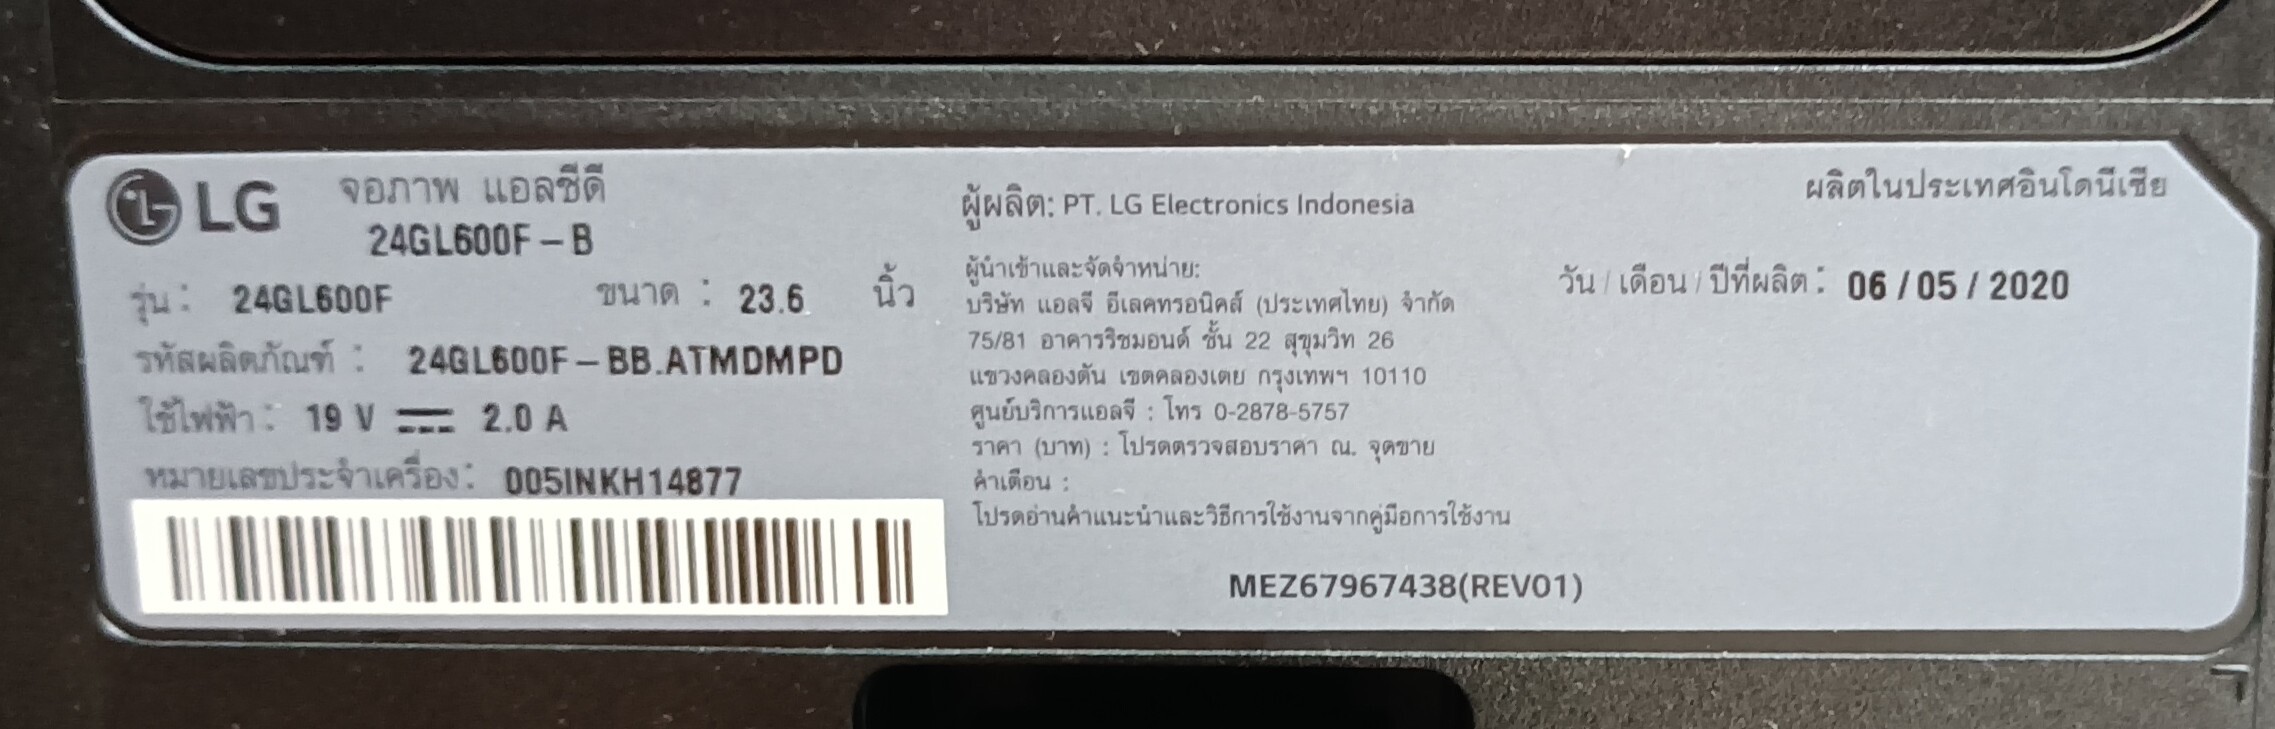 LG จอภาพ แอลซีดี
24GL600F-B
รุ่น: 24GL600F ขนาด : 23.6 นิ้ว
รหัสผลิตภัณฑ์ : 24GL600F-BB.ATMDMPD
ใช้ไฟฟ้า: 19 V ⎓ 2.0 A
หมายเลขประจำเครื่อง: 005INKH14877
ผู้ผลิต: PT. LG Electronics Indonesia
ผู้นำเข้าและจัดจำหน่าย:
บริษัท แอลจี อีเลคทรอนิคส์ (ประเทศไทย) จำกัด
75/81 อาคารริชมอนด์ ชั้น 22 สุขุมวิท 26
แขวงคลองตัน เขตคลองเตย กรุงเทพฯ 10110
ศูนย์บริการแอลจี : โทร 0-2878-5757
ราคา (บาท) : โปรดตรวจสอบราคา ณ. จุดขาย
คำเตือน :
โปรดอ่านคำแนะนำและวิธีการใช้งานจากคู่มือการใช้งาน
MEZ67967438(REV01)
ผลิตในประเทศอินโดนีเซีย
วัน / เดือน / ปีที่ผลิต : 06 / 05 / 2020